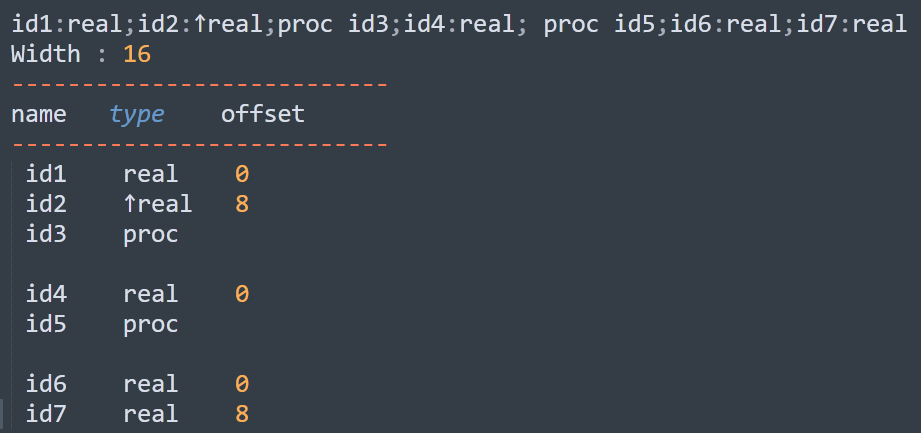 id1:real;id2:↑real;proc id3;id4:real; proc id5;id6:real;id7:real
Width : 16
---------------------------
name   type    offset
---------------------------
id1    real    0
id2    ↑real   8
id3    proc
id4    real    0
id5    proc
id6    real    0
id7    real    8